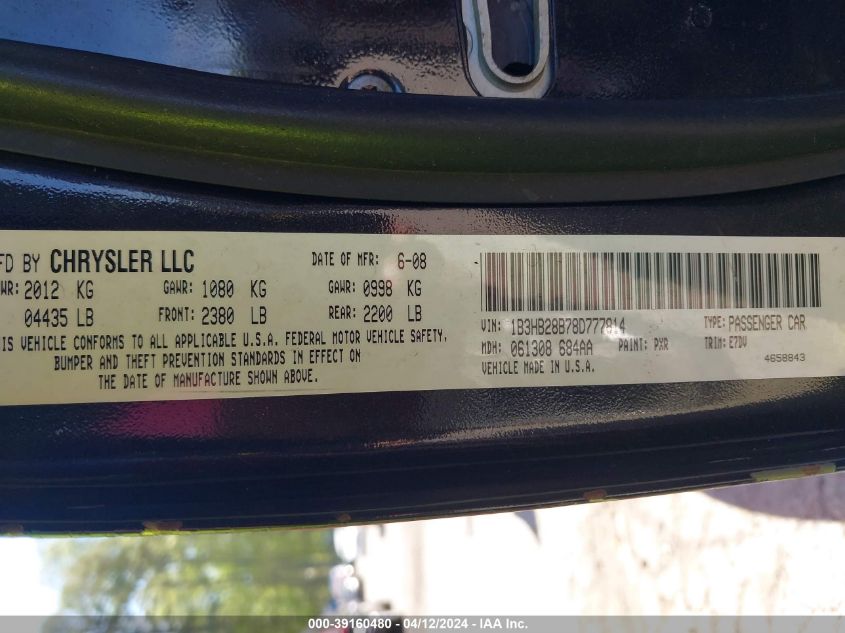 FD BY CHRYSLER LLC DATE OF MFR: 6-08
WR: 2012 KG GAWR: 1080 KG GAWR: 0998 KG
04435 LB FRONT: 2380 LB REAR: 2200 LB
IS VEHICLE CONFORMS TO ALL APPLICABLE U.S.A. FEDERAL MOTOR VEHICLE SAFETY,
BUMPER AND THEFT PREVENTION STANDARDS IN EFFECT ON
THE DATE OF MANUFACTURE SHOWN ABOVE.
VIN: 1B3HB28B78D777814 TYPE: PASSENGER CAR
MDH: 061308 684AA PAINT: PXR TRIM: E7DV
VEHICLE MADE IN U.S.A. 4658843
000-39160480 - 04/12/2024 - IAA Inc.